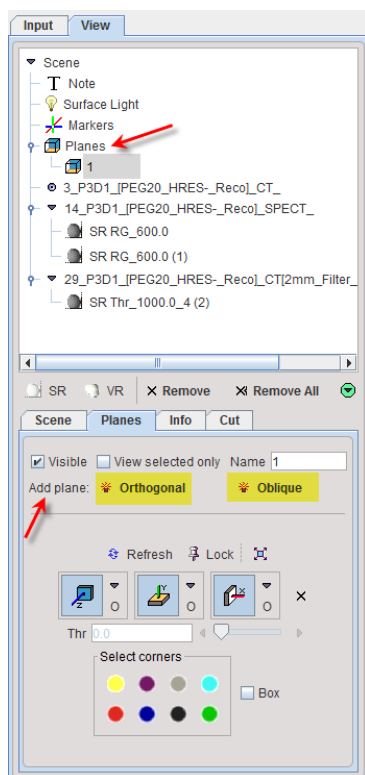 Input View
Scene
T Note
Surface Light
Markers
Planes
1
3_P3D1_[PEG20_HRES-_Reco]_CT_
14_P3D1_[PEG20_HRES-_Reco]_SPECT_
SR RG_600.0
SR RG_600.0 (1)
29_P3D1_[PEG20_HRES-_Reco]_CT[2mm_Filter_
SR Thr_1000.0_4 (2)
SR VR Remove Remove All
Scene Planes Info Cut
Visible View selected only Name 1
Add plane: Orthogonal Oblique
Refresh Lock
Z O Y O X O
Thr 0.0
Select corners
Box